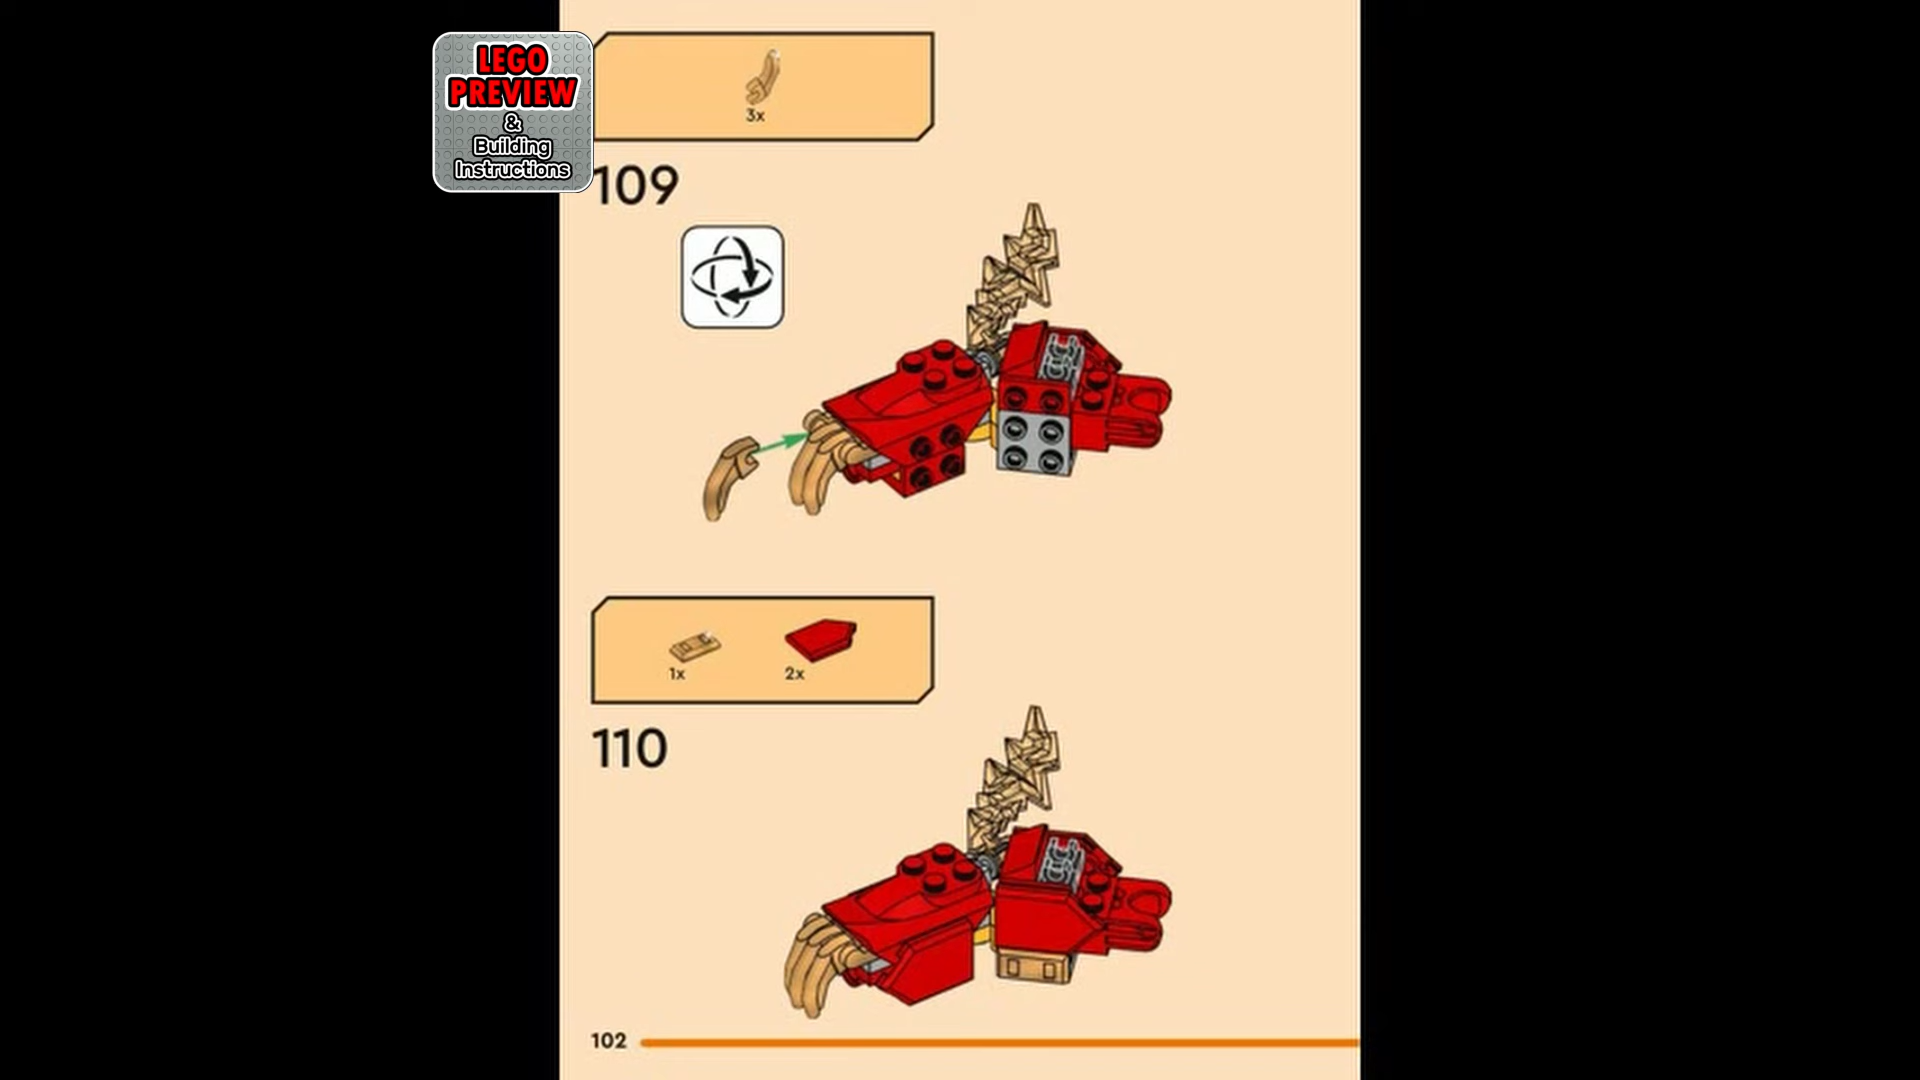 LEGO
PREVIEW
&
Building
Instructions
3x
109
1x
2x
110
102